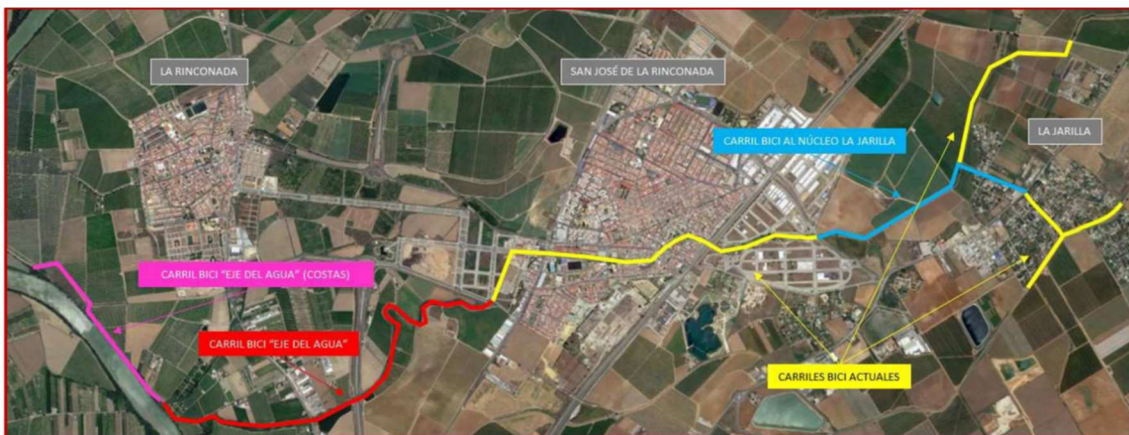 LA RINCONADA
SAN JOSÉ DE LA RINCONADA
LA JARILLA
CARRIL BICI AL NÚCLEO LA JARILLA
CARRIL BICI "EJE DEL AGUA" (COSTAS)
CARRIL BICI "EJE DEL AGUA"
CARRILES BICI ACTUALES